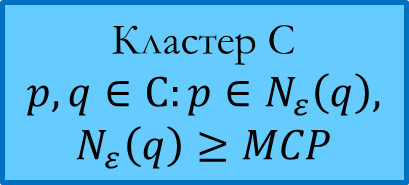 Кластер C
p, q ∈ C: p ∈ N_ε(q),
N_ε(q) ≥ MCP